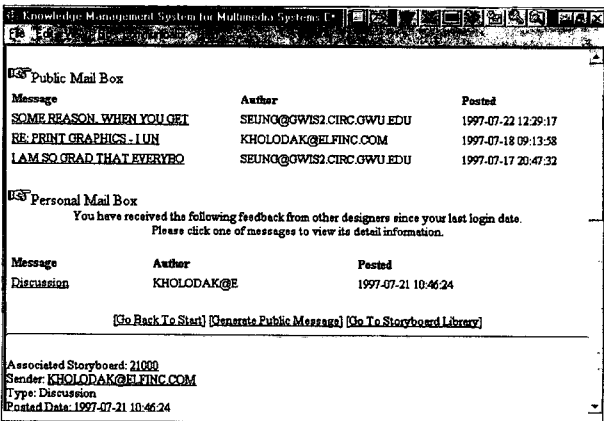 Knowledge Management System for Multimedia Systems
Public Mail Box
Message Author Posted
SOME REASON, WHEN YOU GET SEUNG@GWIS2.CIRC.GWU.EDU 1997-07-22 12:29:17
RE: PRINT GRAPHICS - I UN KHOLODAK@ELFINC.COM 1997-07-18 09:13:58
I AM SO GRAD THAT EVERYBO SEUNG@GWIS2.CIRC.GWU.EDU 1997-07-17 20:47:32
Personal Mail Box
You have received the following feedback from other designers since your last login date.
Please click one of messages to view its detail information.
Message Author Posted
Discussion KHOLODAK@E 1997-07-21 10:46:24
[Go Back To Start] [Generate Public Message] [Go To Storyboard Library]
Associated Storyboard: 21000
Sender: KHOLODAK@ELFINC.COM
Type: Discussion
Posted Date: 1997-07-21 10:46:24